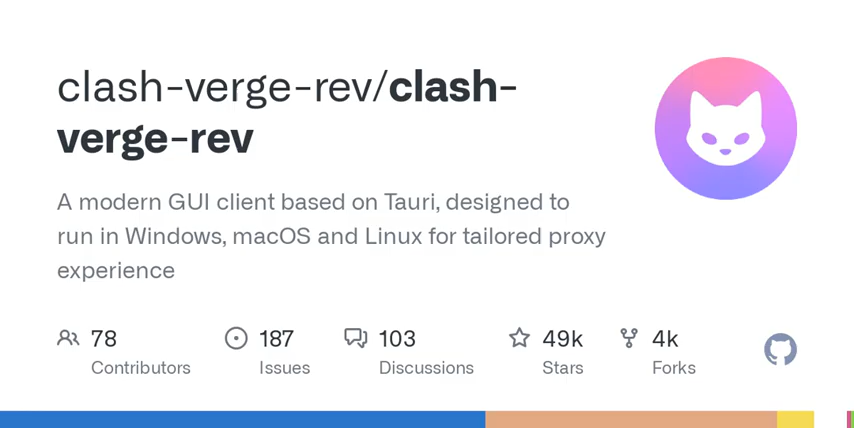 clash-verge-rev/clash-
verge-rev
A modern GUI client based on Tauri, designed to
run in Windows, macOS and Linux for tailored proxy
experience
78 187 103 49k 4k
Contributors Issues Discussions Stars Forks